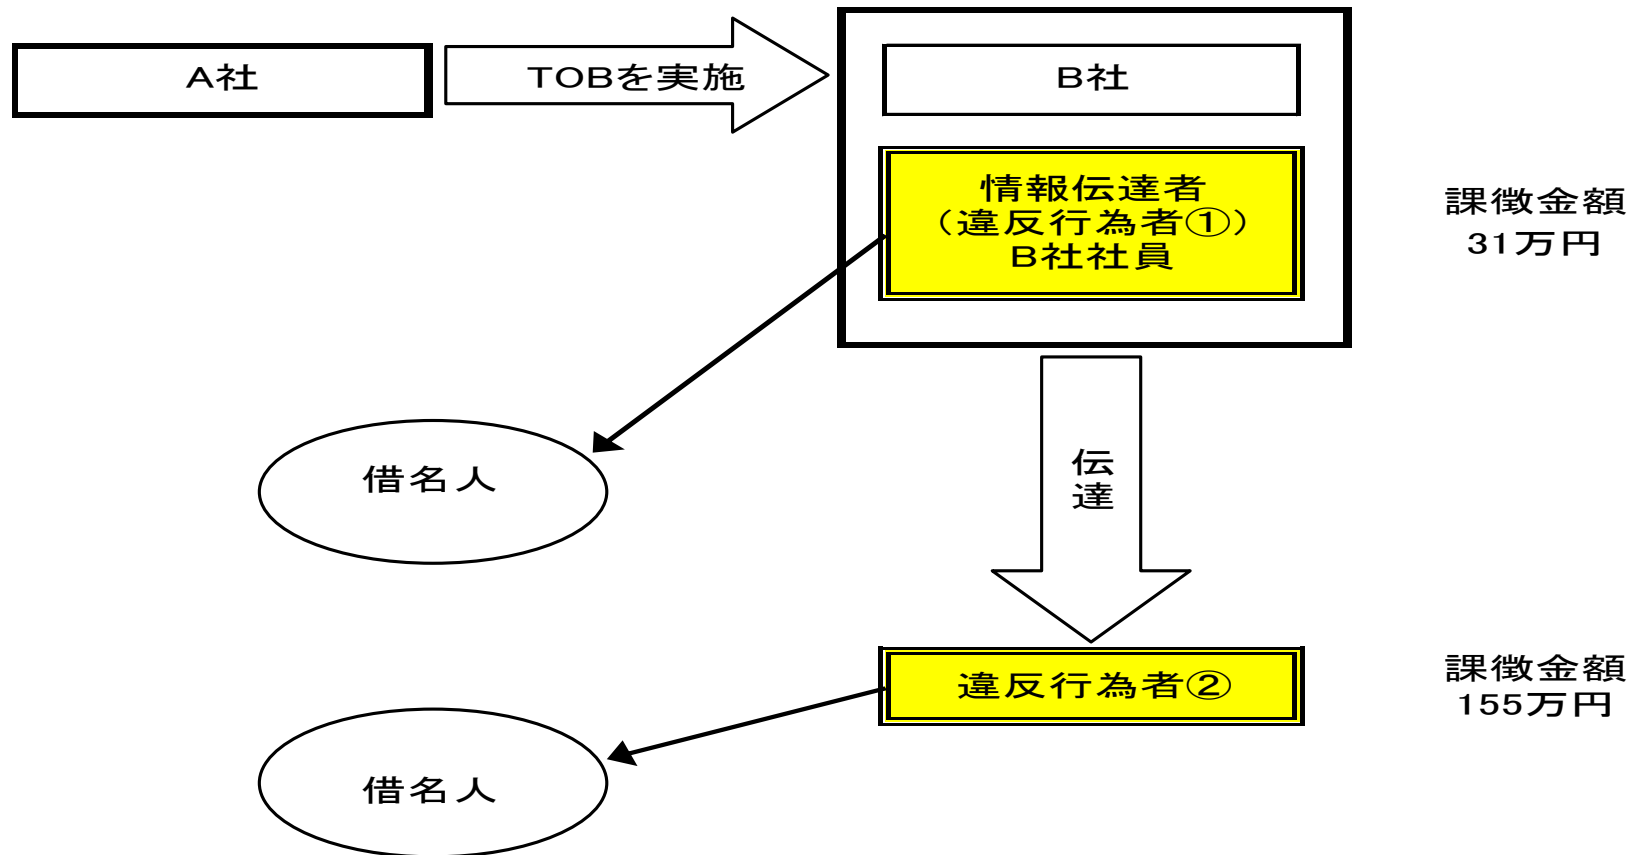 A社
TOBを実施
B社
情報伝達者
（違反行為者①）
B社社員
課徴金額
31万円
借名人
伝
達
違反行為者②
課徴金額
155万円
借名人